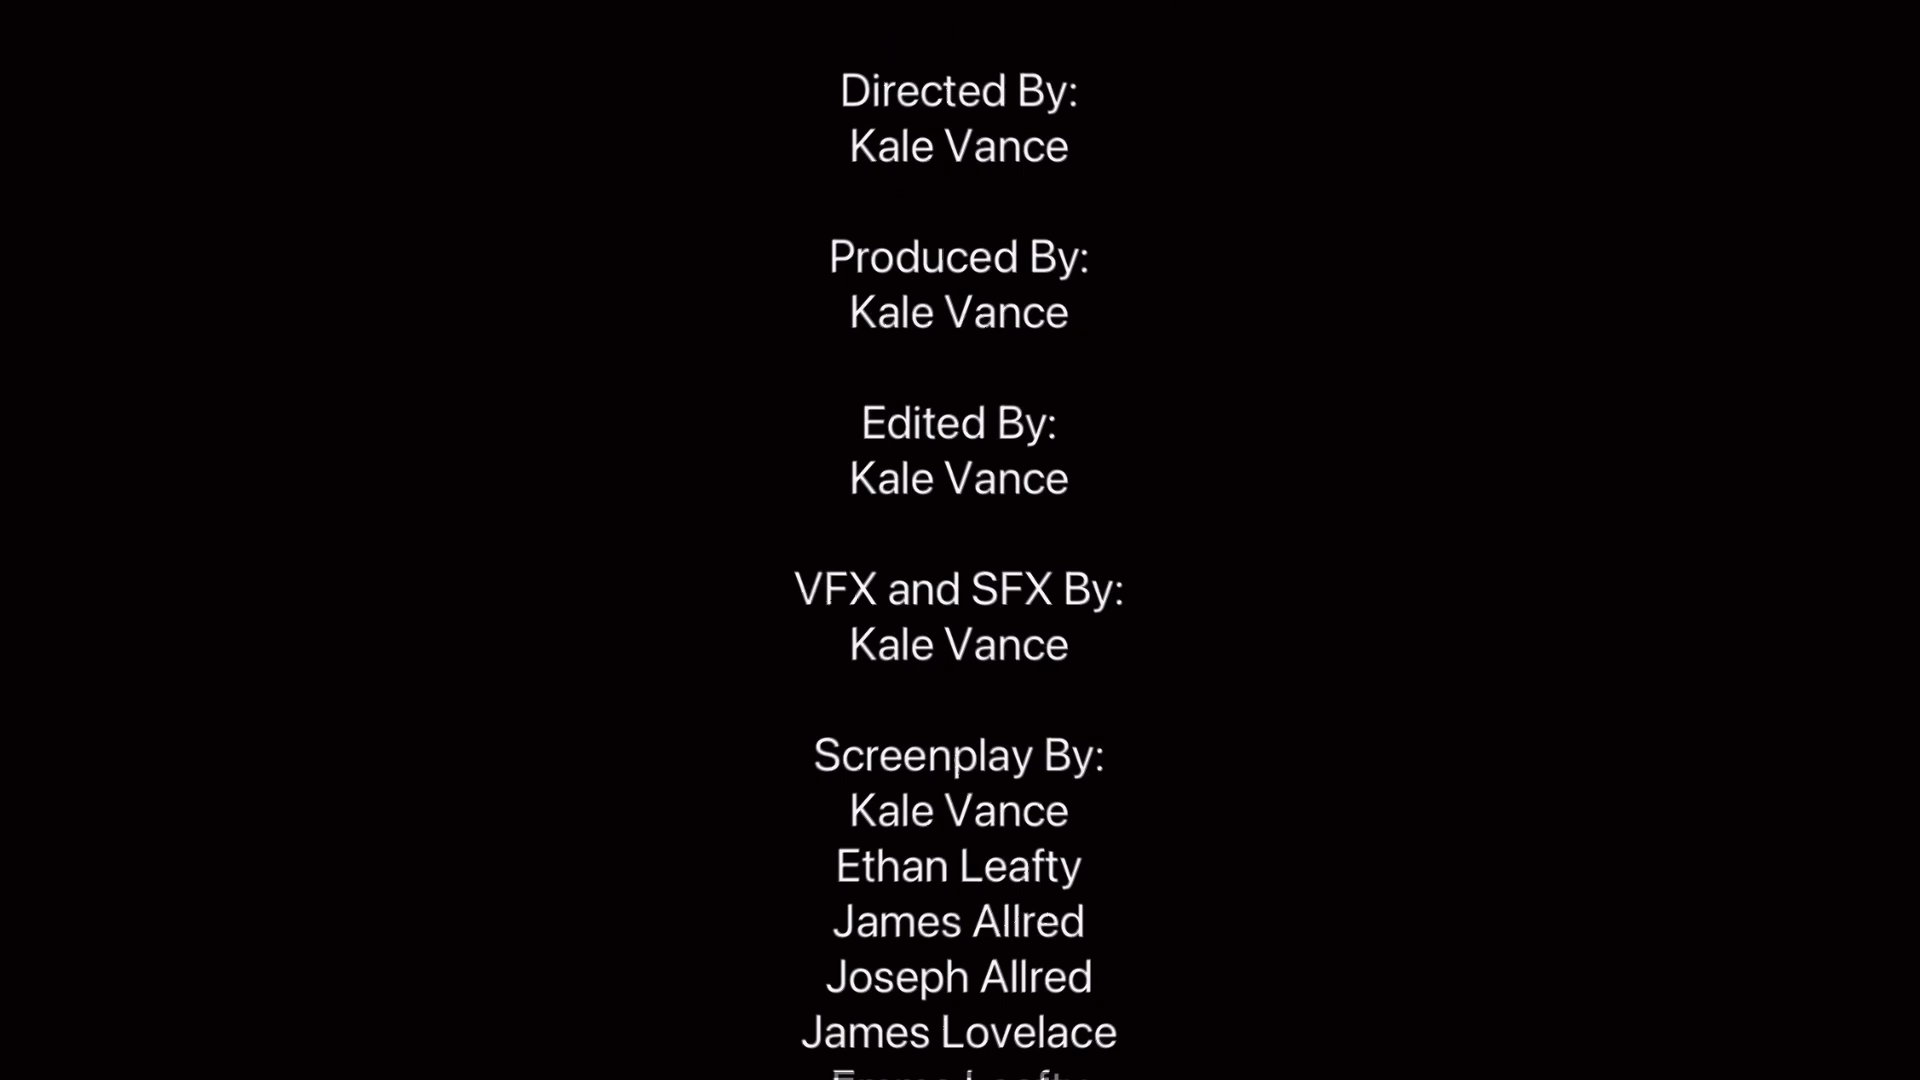 Directed By:
Kale Vance
Produced By:
Kale Vance
Edited By:
Kale Vance
VFX and SFX By:
Kale Vance
Screenplay By:
Kale Vance
Ethan Leafty
James Allred
Joseph Allred
James Lovelace